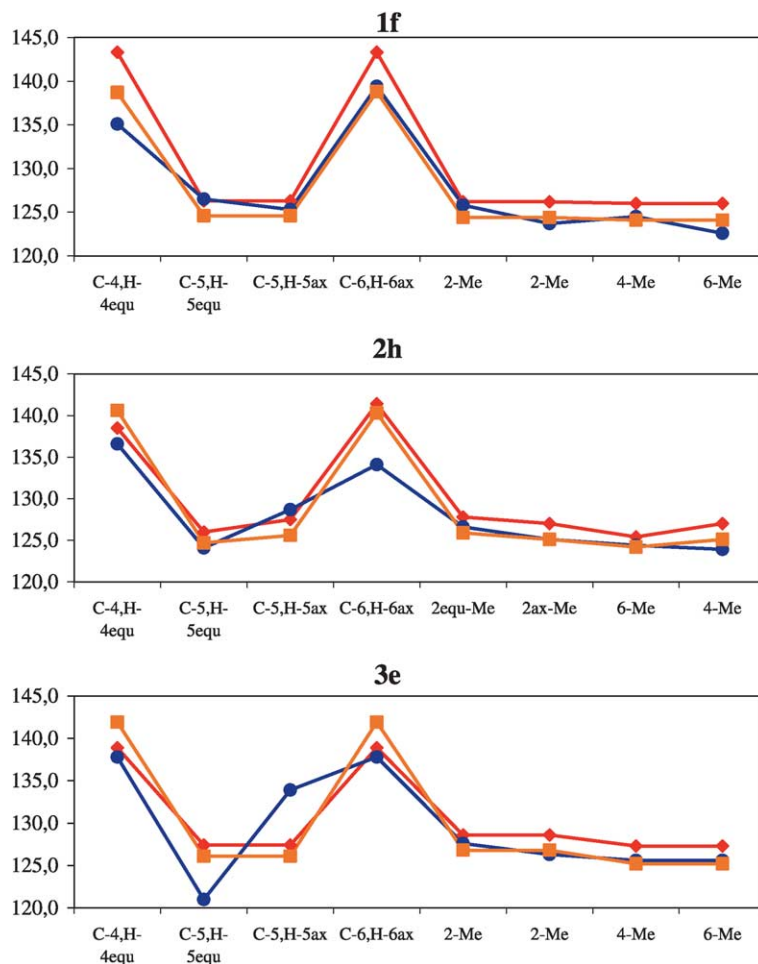 1f
145,0
140,0
135,0
130,0
125,0
120,0
C-4,H- C-5,H- C-5,H-5ax C-6,H-6ax 2-Me 2-Me 4-Me 6-Me
4equ 5equ
2h
145,0
140,0
135,0
130,0
125,0
120,0
C-4,H- C-5,H- C-5,H-5ax C-6,H-6ax 2equ-Me 2ax-Me 6-Me 4-Me
4equ 5equ
3e
145,0
140,0
135,0
130,0
125,0
120,0
C-4,H- C-5,H- C-5,H-5ax C-6,H-6ax 2-Me 2-Me 4-Me 6-Me
4equ 5equ